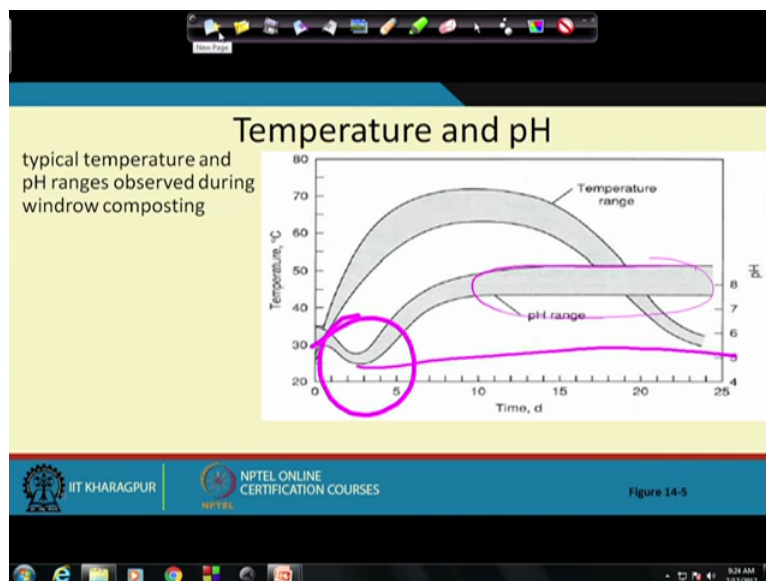 New Page
Temperature and pH
typical temperature and
pH ranges observed during
windrow composting
80
70
60
50
40
30
20
Temperature, °C
Temperature
range
pH range
8
7
6
5
4
pH
0
5
10
15
20
25
Time, d
IIT KHARAGPUR
NPTEL
NPTEL ONLINE
CERTIFICATION COURSES
Figure 14-5
9:24 AM